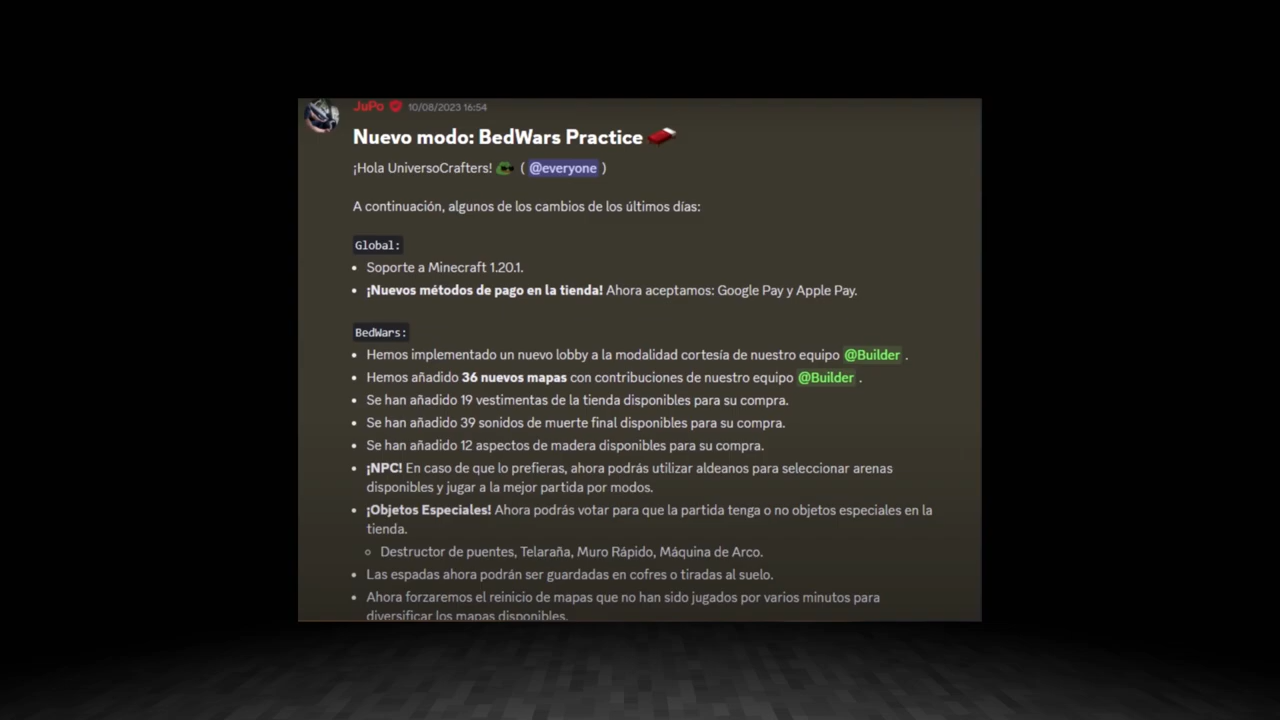 JuPo 10/08/2023 16:54
Nuevo modo: BedWars Practice
¡Hola UniversoCrafters! ( @everyone )
A continuación, algunos de los cambios de los últimos días:
Global:
• Soporte a Minecraft 1.20.1.
• ¡Nuevos métodos de pago en la tienda! Ahora aceptamos: Google Pay y Apple Pay.
BedWars:
• Hemos implementado un nuevo lobby a la modalidad cortesía de nuestro equipo @Builder .
• Hemos añadido 36 nuevos mapas con contribuciones de nuestro equipo @Builder .
• Se han añadido 19 vestimentas de la tienda disponibles para su compra.
• Se han añadido 39 sonidos de muerte final disponibles para su compra.
• Se han añadido 12 aspectos de madera disponibles para su compra.
• ¡NPC! En caso de que lo prefieras, ahora podrás utilizar aldeanos para seleccionar arenas
disponibles y jugar a la mejor partida por modos.
• ¡Objetos Especiales! Ahora podrás votar para que la partida tenga o no objetos especiales en la
tienda.
◦ Destructor de puentes, Telaraña, Muro Rápido, Máquina de Arco.
• Las espadas ahora podrán ser guardadas en cofres o tiradas al suelo.
• Ahora forzaremos el reinicio de mapas que no han sido jugados por varios minutos para
diversificar los mapas disponibles.